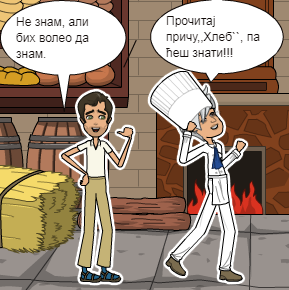 Не знам, али
бих волео да
знам.
Прочитај
причу,,Хлеб``, па
ћеш знати!!!